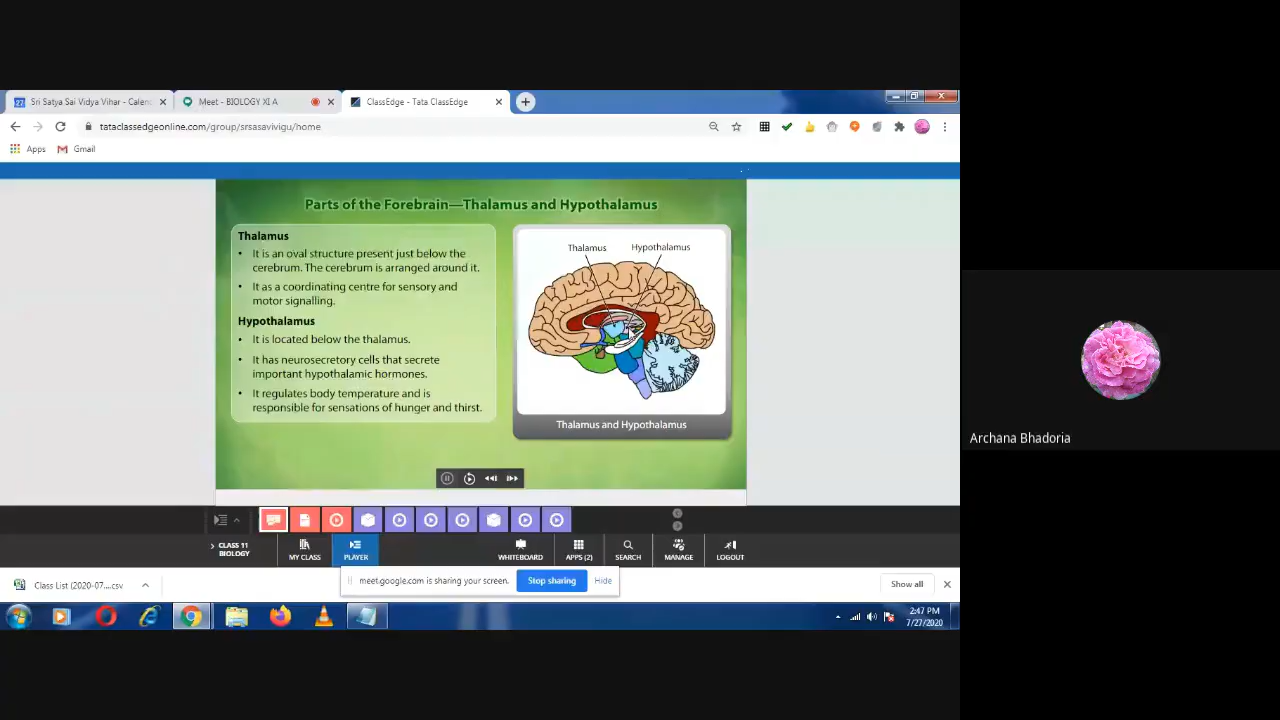 Sri Satya Sai Vidya Vihar - Calen
Meet - BIOLOGY XI A
ClassEdge - Tata ClassEdge
tataclassedgeonline.com/group/srsasavivigu/home
Apps
Gmail
Parts of the Forebrain—Thalamus and Hypothalamus
Thalamus
• It is an oval structure present just below the
cerebrum. The cerebrum is arranged around it.
• It as a coordinating centre for sensory and
motor signalling.
Hypothalamus
• It is located below the thalamus.
• It has neurosecretory cells that secrete
important hypothalamic hormones.
• It regulates body temperature and is
responsible for sensations of hunger and thirst.
Thalamus
Hypothalamus
Thalamus and Hypothalamus
Archana Bhadoria
CLASS 11
BIOLOGY
MY CLASS
PLAYER
WHITEBOARD
APPS (2)
SEARCH
MANAGE
LOGOUT
Class List (2020-07....csv
meet.google.com is sharing your screen.
Stop sharing
Hide
Show all
2:47 PM
7/27/2020